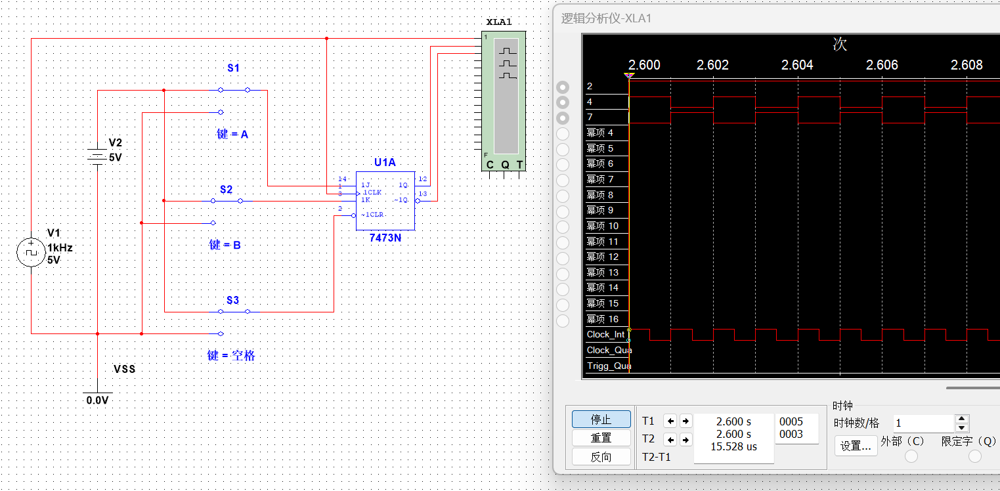 XLA1
1
F
C Q T
S1
键 = A
V2
5V
S2
键 = B
U1A
14
1
3
2
1J
1CLK
1K
~1CLR
1Q
~1Q
12
13
7473N
V1
1kHz
5V
S3
键 = 空格
VSS
0.0V
逻辑分析仪-XLA1
次
2.600 2.602 2.604 2.606 2.608
2
4
7
幂项 4
幂项 5
幂项 6
幂项 7
幂项 8
幂项 9
幂项 10
幂项 11
幂项 12
幂项 13
幂项 14
幂项 15
幂项 16
Clock_Int
Clock_Qua
Trigg_Qua
停止
重置
反向
T1 2.600 s 0005
T2 2.600 s 0003
T2-T1 15.528 us
时钟
时钟数/格 1
设置... 外部（C） 限定字（Q）